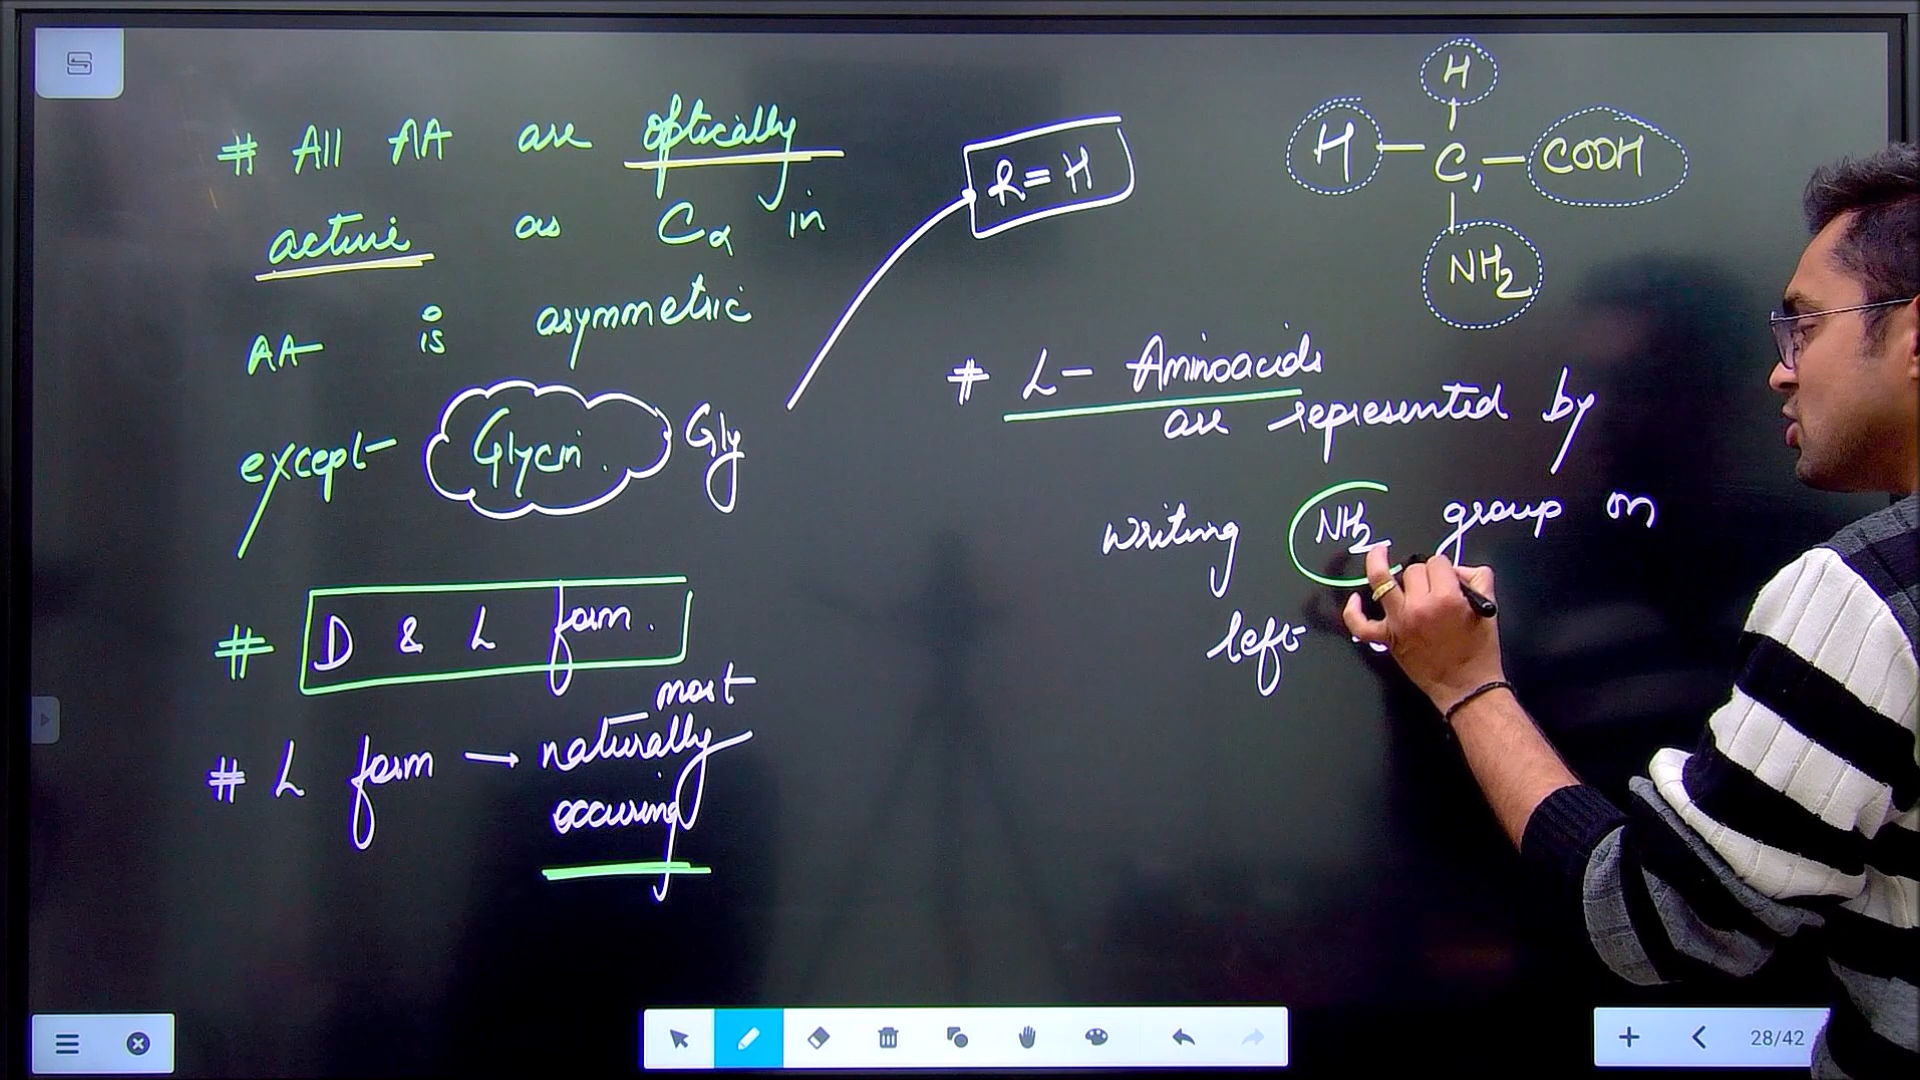 # All AA are optically
active as Cα in
AA is asymmetric
except Glycin. Gly
R=H
# D & L form.
# L form → most
naturally
occuring
H
H — C — COOH
NH2
# L- Aminoacids
are represented by
writing NH2 group on
left
28/42